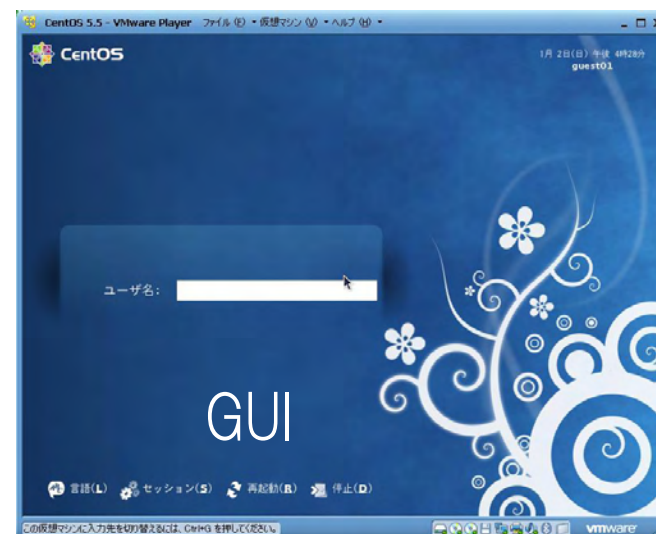 CentOS 5.5 - VMware Player ファイル (F) • 仮想マシン (V) • ヘルプ (H) •
CentOS
1月 2日(日) 午後 4時28分
guest01
ユーザ名:
GUI
言語(L) セッション(S) 再起動(R) 停止(D)
この仮想マシンに入力先を切り替えるには、Ctrl+G を押してください。
vmware